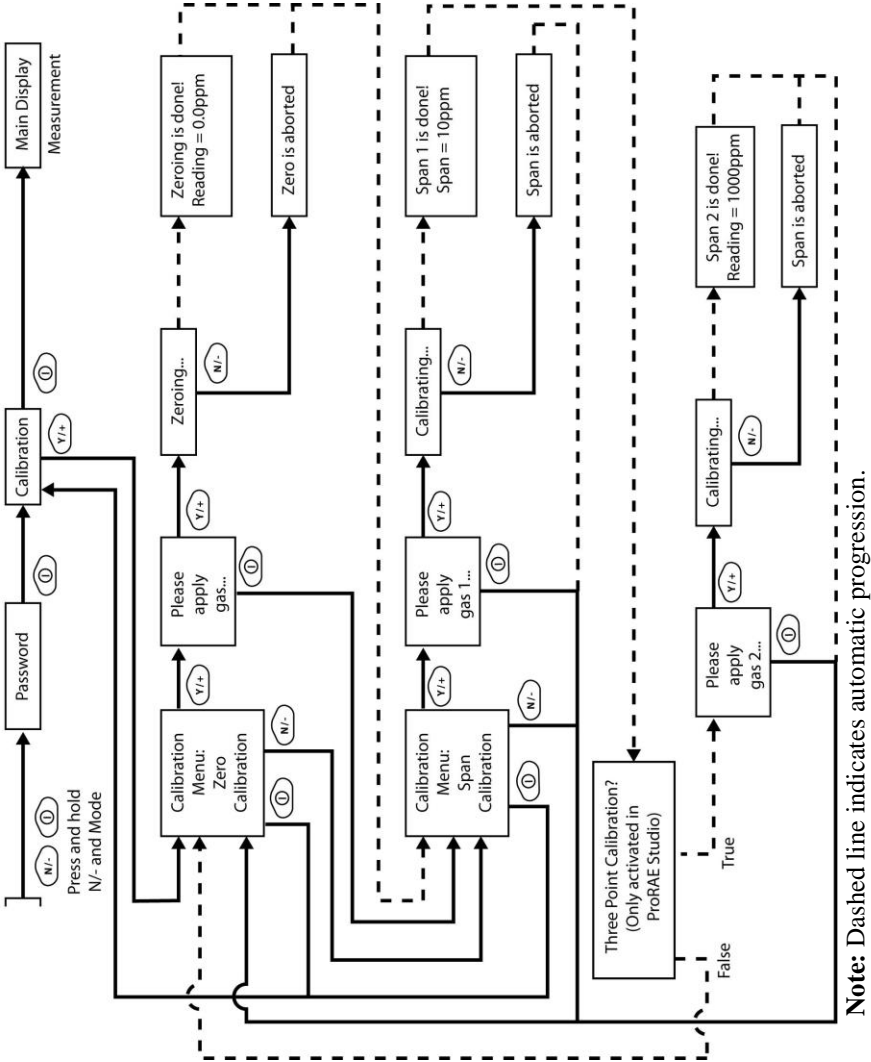 N/-
Press and hold
N/- and Mode
Password
Calibration
Y/+
Main Display
Measurement
Calibration
Menu:
Zero
Calibration
N/-
Y/+
Please
apply
gas...
Y/+
Zeroing...
N/-
Zeroing is done!
Reading = 0.0ppm
Zero is aborted
Calibration
Menu:
Span
Calibration
N/-
Y/+
Please
apply
gas 1...
Y/+
Calibrating...
N/-
Span 1 is done!
Span = 10ppm
Span is aborted
Three Point Calibration?
(Only activated in
ProRAE Studio)
False
True
Please
apply
gas 2...
Y/+
Calibrating...
N/-
Span 2 is done!
Reading = 1000ppm
Span is aborted
Note: Dashed line indicates automatic progression.